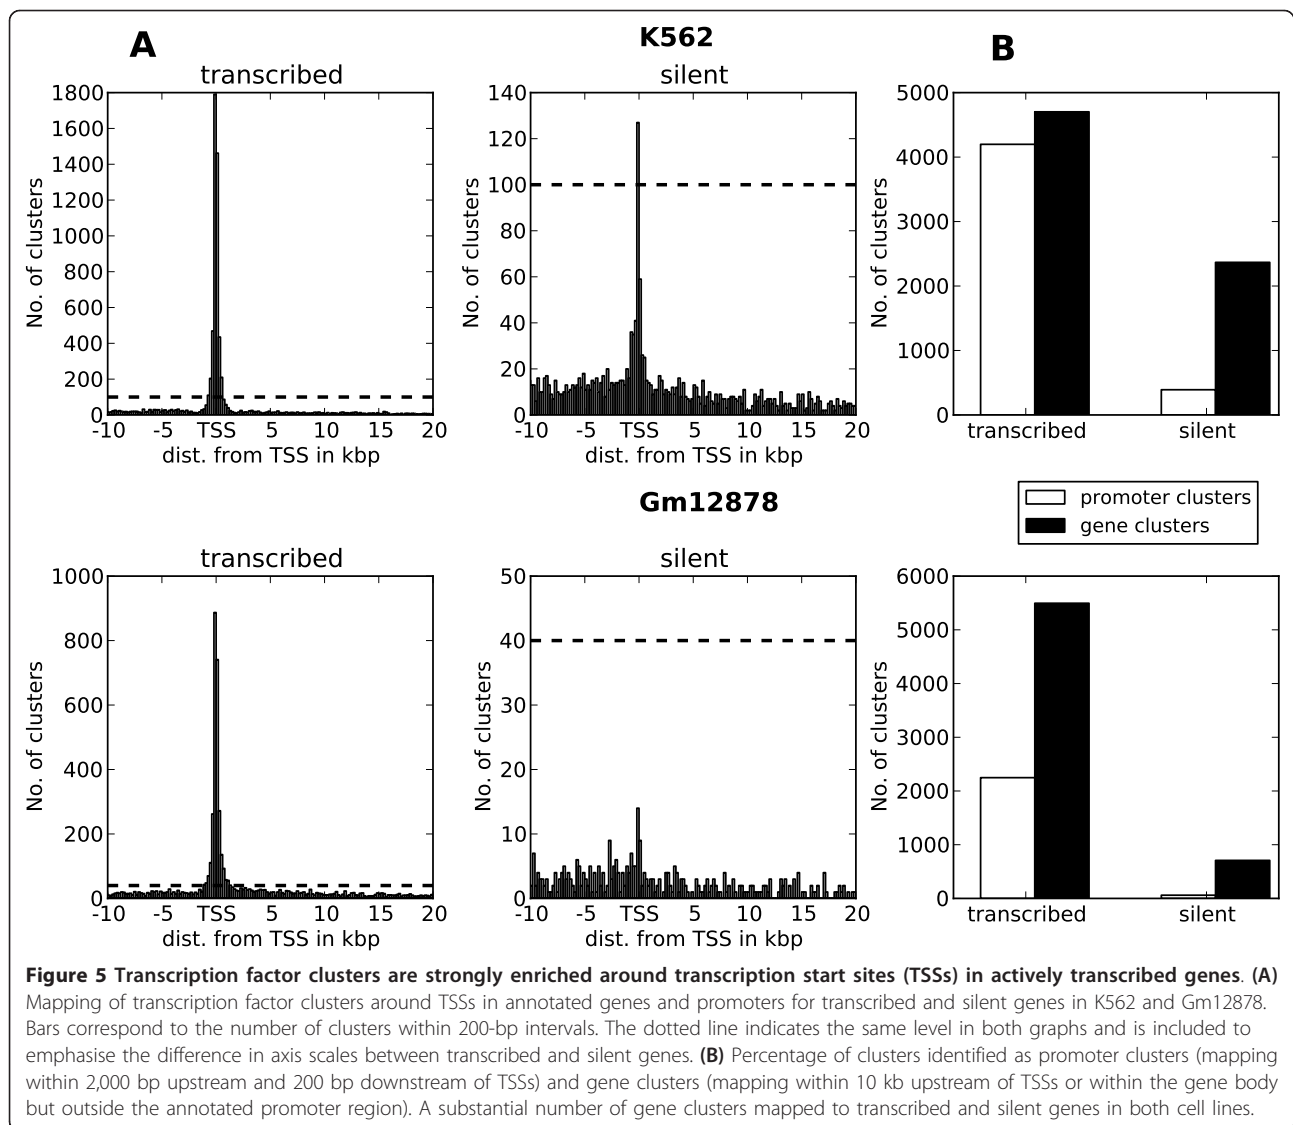 A
K562
B
transcribed
silent
1800
1600
1400
1200
1000
800
600
400
200
0
No. of clusters
-10
-5
TSS
5
10
15
20
dist. from TSS in kbp
140
120
100
80
60
40
20
0
No. of clusters
-10
-5
TSS
5
10
15
20
dist. from TSS in kbp
5000
4000
3000
2000
1000
0
No. of clusters
transcribed
silent
promoter clusters
gene clusters
Gm12878
transcribed
silent
1000
800
600
400
200
0
No. of clusters
-10
-5
TSS
5
10
15
20
dist. from TSS in kbp
50
40
30
20
10
0
No. of clusters
-10
-5
TSS
5
10
15
20
dist. from TSS in kbp
6000
5000
4000
3000
2000
1000
0
No. of clusters
transcribed
silent
Figure 5 Transcription factor clusters are strongly enriched around transcription start sites (TSSs) in actively transcribed genes. (A)
Mapping of transcription factor clusters around TSSs in annotated genes and promoters for transcribed and silent genes in K562 and Gm12878.
Bars correspond to the number of clusters within 200-bp intervals. The dotted line indicates the same level in both graphs and is included to
emphasise the difference in axis scales between transcribed and silent genes. (B) Percentage of clusters identified as promoter clusters (mapping
within 2,000 bp upstream and 200 bp downstream of TSSs) and gene clusters (mapping within 10 kb upstream of TSSs or within the gene body
but outside the annotated promoter region). A substantial number of gene clusters mapped to transcribed and silent genes in both cell lines.